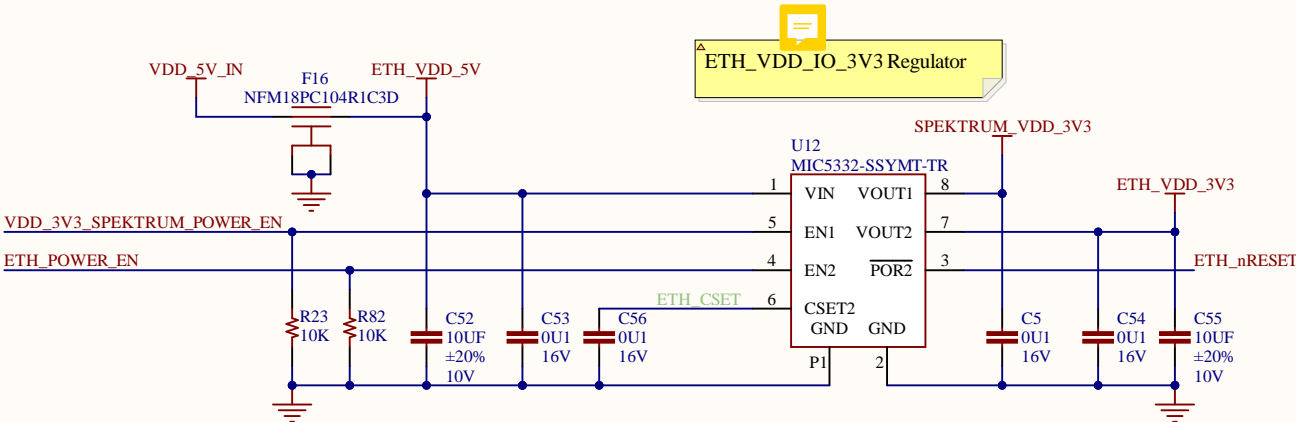 ETH_VDD_IO_3V3 Regulator
VDD_5V_IN
F16
NFM18PC104R1C3D
ETH_VDD_5V
SPEKTRUM_VDD_3V3
U12
MIC5332-SSYMT-TR
ETH_VDD_3V3
1
VIN
VOUT1
8
VDD_3V3_SPEKTRUM_POWER_EN
5
EN1
VOUT2
7
ETH_POWER_EN
4
EN2
POR2
3
ETH_nRESET
ETH_CSET
6
CSET2
GND
GND
P1
2
R23
10K
R82
10K
C52
10UF
±20%
10V
C53
0U1
16V
C56
0U1
16V
C5
0U1
16V
C54
0U1
16V
C55
10UF
±20%
10V